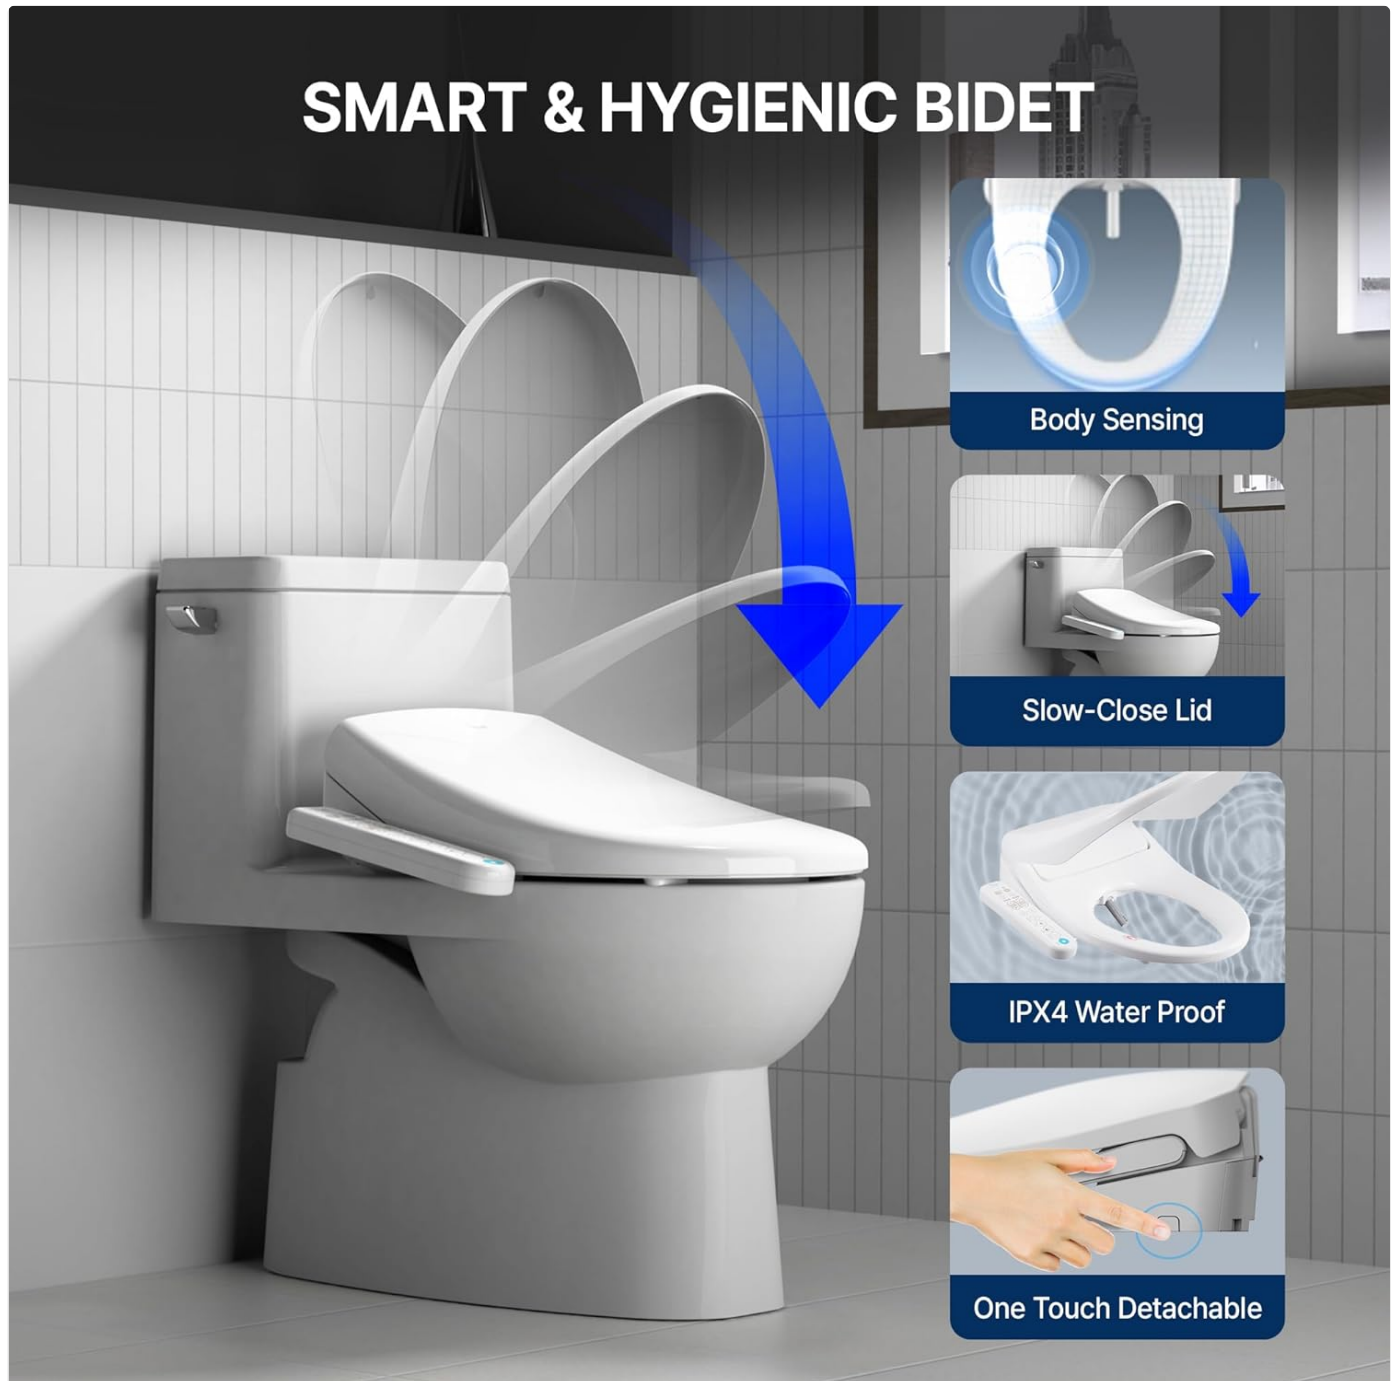 SMART & HYGIENIC BIDET
Body Sensing
Slow-Close Lid
IPX4 Water Proof
One Touch Detachable